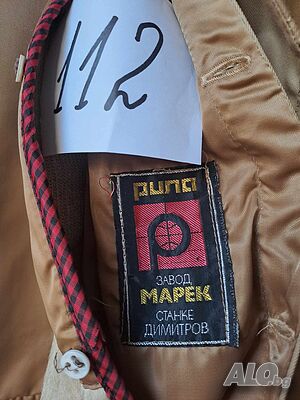 112
рила
ЗАВОД
МАРЕК
СТАНКЕ
ДИМИТРОВ
ALO.bg